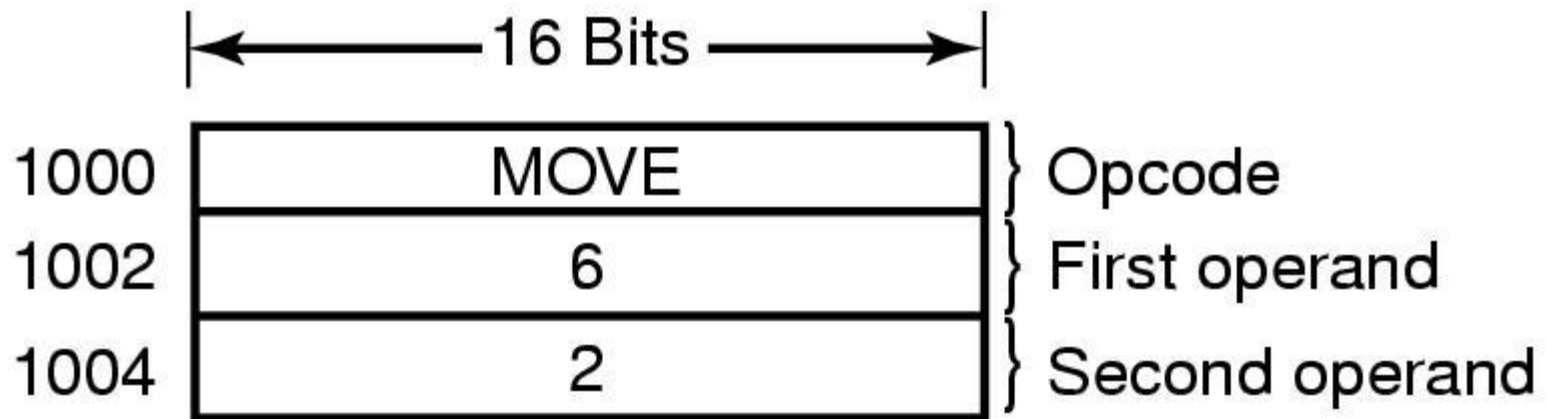 16 Bits
1000 MOVE Opcode
1002 6 First operand
1004 2 Second operand